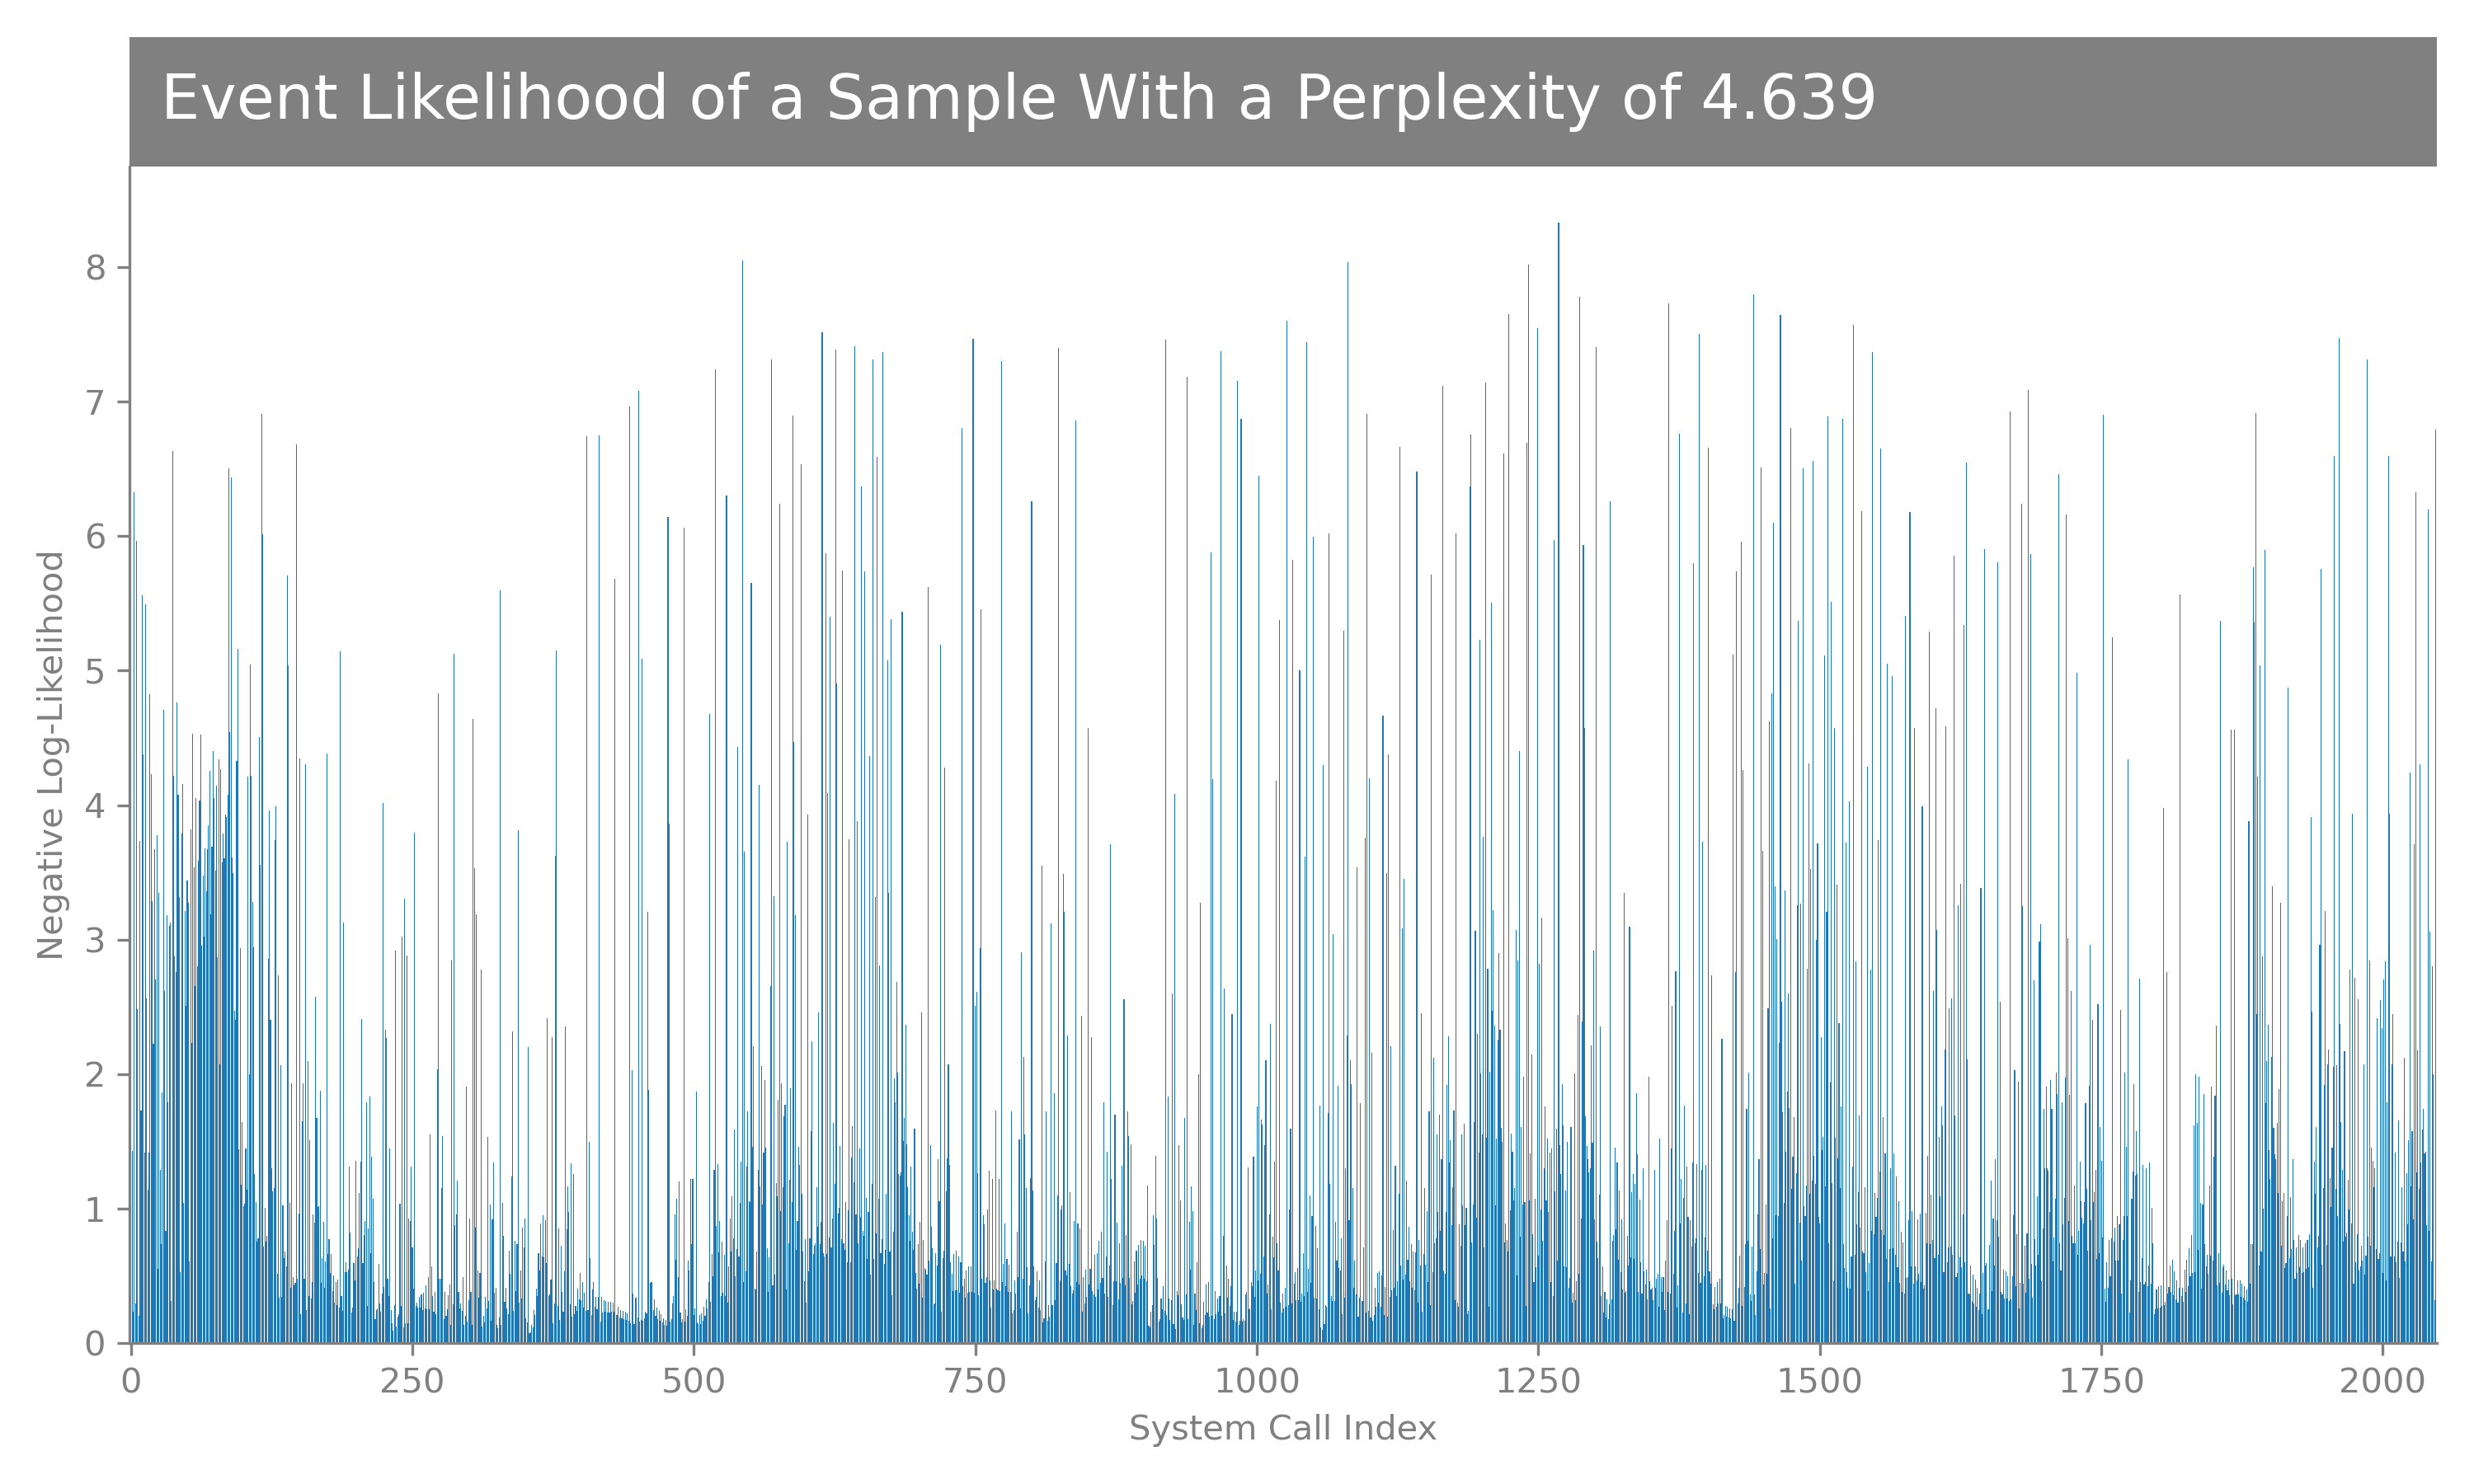 Event Likelihood of a Sample With a Perplexity of 4.639
Negative Log-Likelihood
8
7
6
5
4
3
2
1
0
0 250 500 750 1000 1250 1500 1750 2000
System Call Index